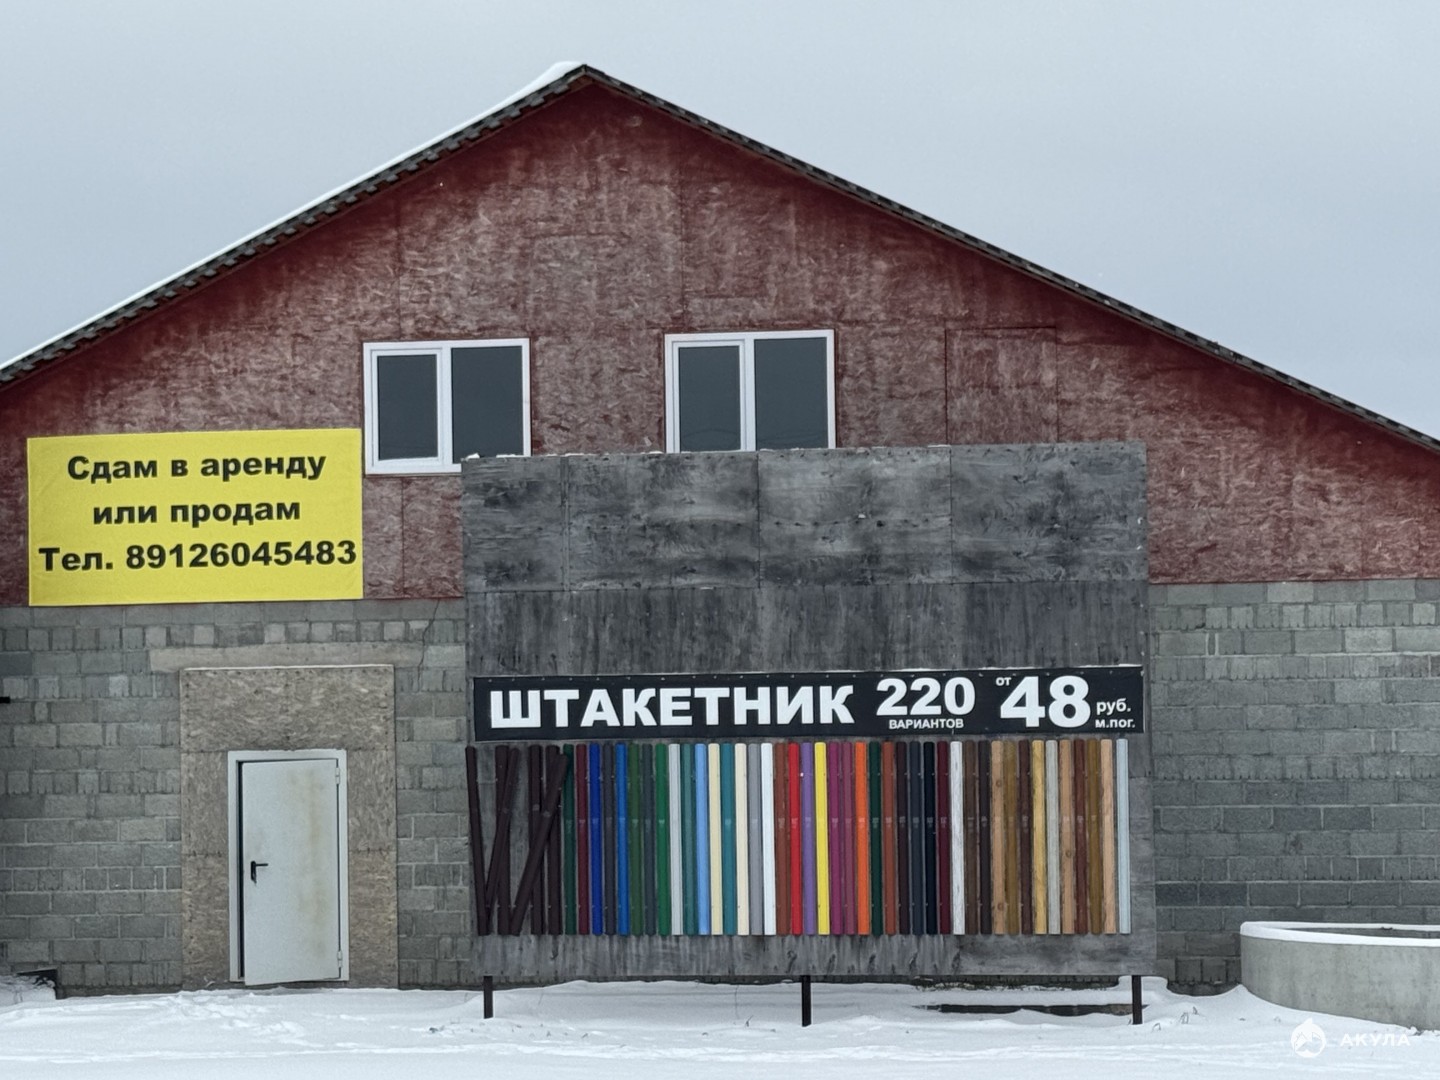 Сдам в аренду
или продам
Тел. 89126045483
ШТАКЕТНИК 220 ВАРИАНТОВ от 48 руб. м.пог.
АКУЛА